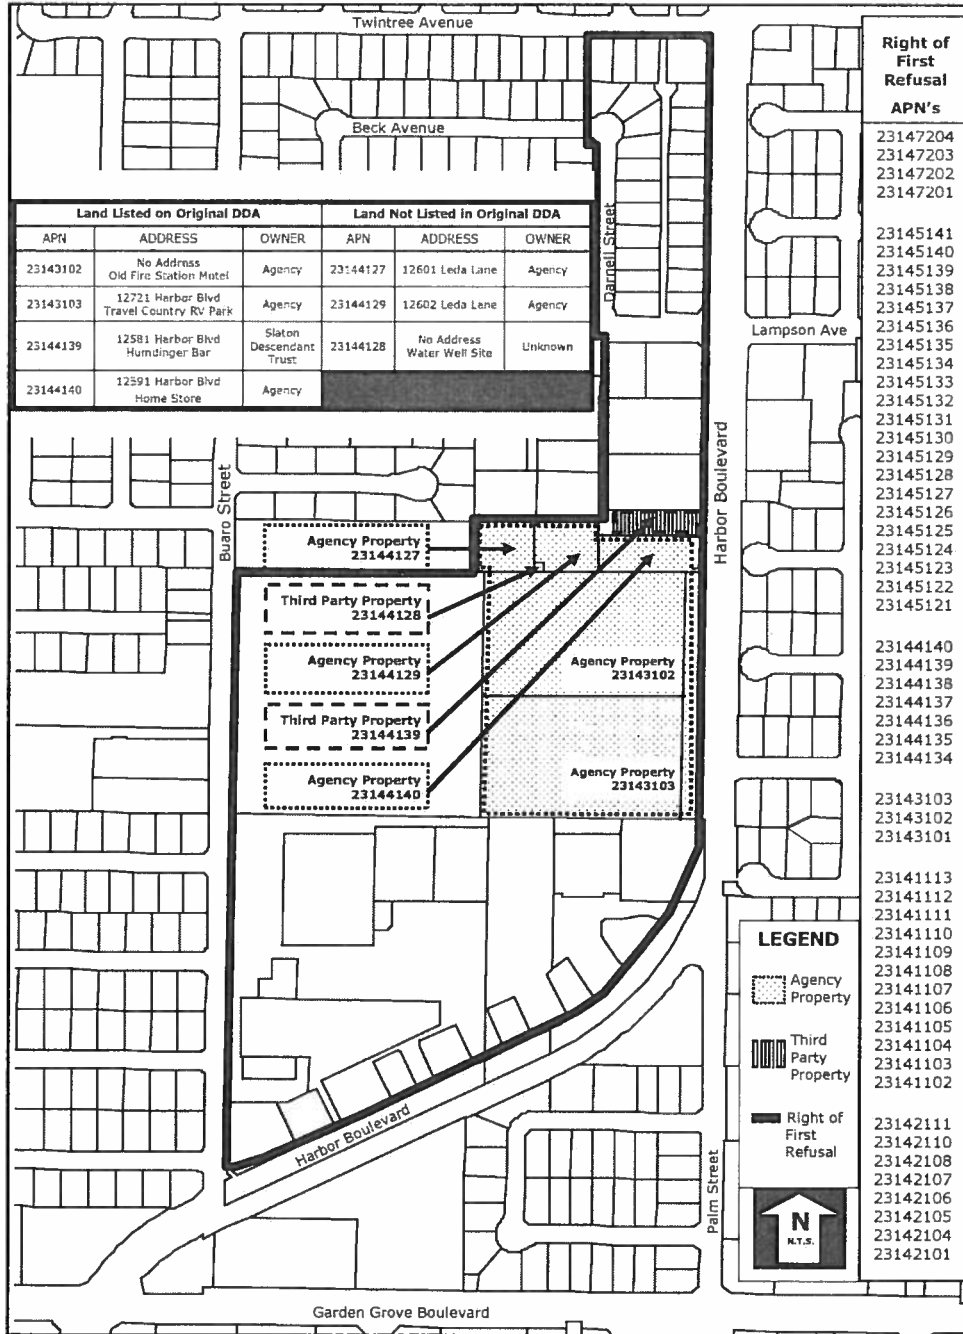 Twintree Avenue
Beck Avenue
Darnell Street
Lampson Ave
Harbor Boulevard
Buaro Street
Land Listed on Original DDA
Land Not Listed in Original DDA
APN ADDRESS OWNER APN ADDRESS OWNER
23143102 No Address Old Fire Station Motel Agency 23144127 12601 Leda Lane Agency
23143103 12721 Harbor Blvd Travel Country RV Park Agency 23144129 12602 Leda Lane Agency
23144139 12581 Harbor Blvd Humdinger Bar Slaton Descendant Trust 23144128 No Address Water Well Site Unknown
23144140 12591 Harbor Blvd Home Store Agency
Agency Property
23144127
Third Party Property
23144128
Agency Property
23144129
Third Party Property
23144139
Agency Property
23144140
Agency Property
23143102
Agency Property
23143103
Harbor Boulevard
Palm Street
Garden Grove Boulevard
LEGEND
Agency
Property
Third
Party
Property
Right of
First
Refusal
N
N.T.S.
Right of
First
Refusal
APN's
23147204
23147203
23147202
23147201
23145141
23145140
23145139
23145138
23145137
23145136
23145135
23145134
23145133
23145132
23145131
23145130
23145129
23145128
23145127
23145126
23145125
23145124
23145123
23145122
23145121
23144140
23144139
23144138
23144137
23144136
23144135
23144134
23143103
23143102
23143101
23141113
23141112
23141111
23141110
23141109
23141108
23141107
23141106
23141105
23141104
23141103
23141102
23142111
23142110
23142108
23142107
23142106
23142105
23142104
23142101